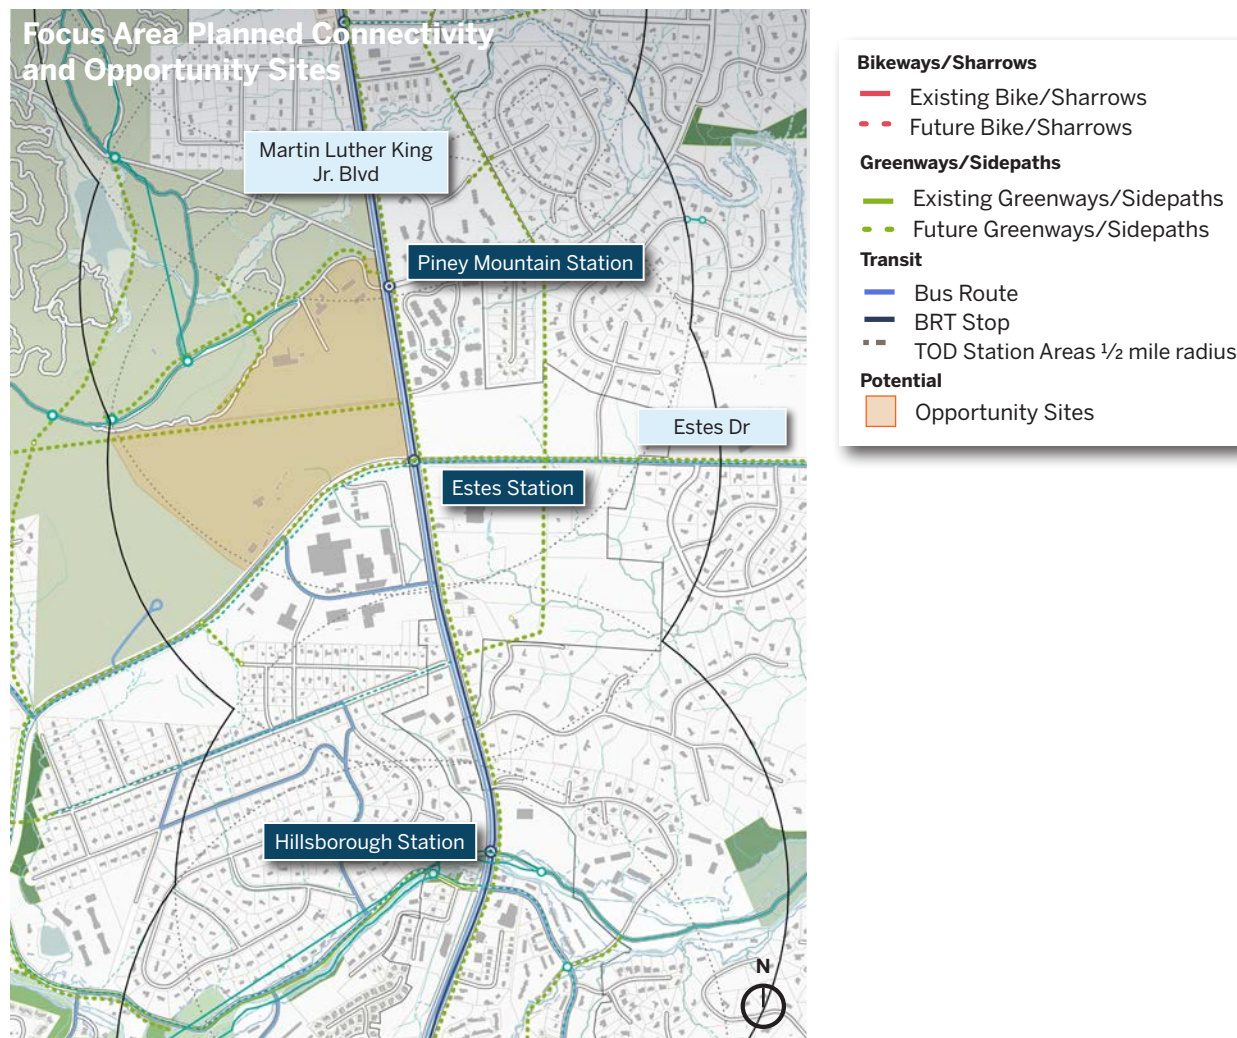 Focus Area Planned Connectivity
and Opportunity Sites
Martin Luther King
Jr. Blvd
Piney Mountain Station
Estes Dr
Estes Station
Hillsborough Station
N
Bikeways/Sharrows
Existing Bike/Sharrows
Future Bike/Sharrows
Greenways/Sidepaths
Existing Greenways/Sidepaths
Future Greenways/Sidepaths
Transit
Bus Route
BRT Stop
TOD Station Areas ½ mile radius
Potential
Opportunity Sites